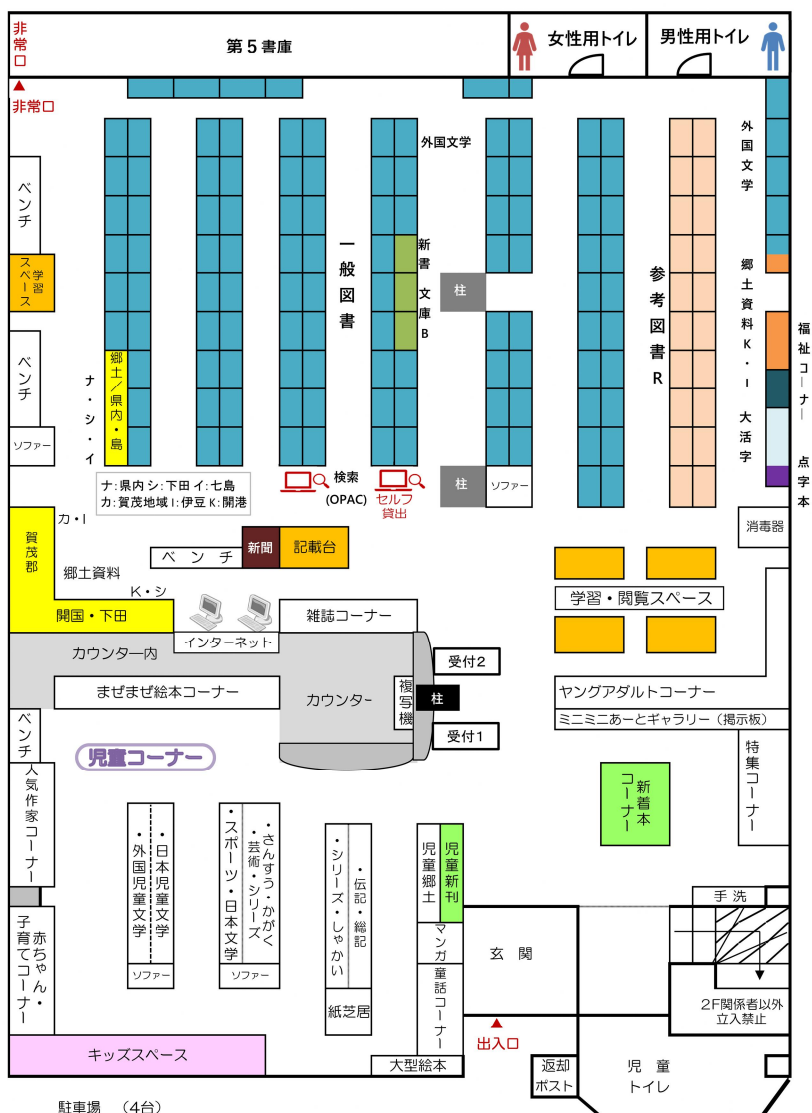 非常口
第5書庫
女性用トイレ
男性用トイレ
非常口
外国文学
外国文学
ベンチ
学習スペース
一般図書
新書 文庫B
柱
参考図書R
郷土資料K・I
大活字
福祉コーナー
点字本
ベンチ
ソファー
ナ・シ・イ
郷土/県内・島
ナ:県内 シ:下田 イ:七島
カ:賀茂地域 I:伊豆 K:開港
検索
(OPAC)
セルフ
貸出
柱
ソファー
消毒器
カ・I
賀茂郡
郷土資料
K・シ
開国・下田
ベンチ
新聞
記載台
インターネット
雑誌コーナー
学習・閲覧スペース
カウンター内
まぜまぜ絵本コーナー
カウンター
複写機
柱
受付2
受付1
ヤングアダルトコーナー
ミニミニあーとギャラリー(掲示板)
ベンチ
児童コーナー
人気作家コーナー
新着本
コーナー
特集コーナー
・日本児童文学
・外国児童文学
ソファー
・さんすう・かがく
・芸術・シリーズ
・スポーツ・日本文学
ソファー
・伝記・総記
・シリーズ・しゃかい
紙芝居
児童郷土
児童新刊
マンガ
童話コーナー
大型絵本
赤ちゃん・
子育てコーナー
キッズスペース
玄関
出入口
手洗
2F関係者以外
立入禁止
返却
ポスト
児童
トイレ
駐車場 (4台)